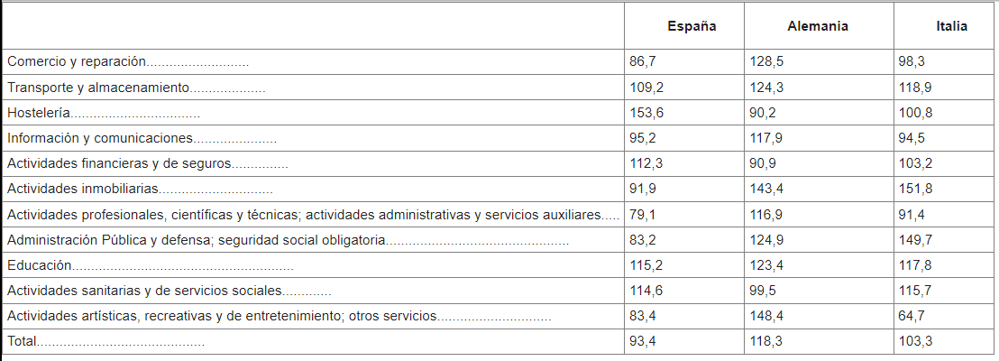 España Alemania Italia
Comercio y reparación........................... 86,7 128,5 98,3
Transporte y almacenamiento.................... 109,2 124,3 118,9
Hostelería.................................. 153,6 90,2 100,8
Información y comunicaciones...................... 95,2 117,9 94,5
Actividades financieras y de seguros............... 112,3 90,9 103,2
Actividades inmobiliarias.............................. 91,9 143,4 151,8
Actividades profesionales, científicas y técnicas; actividades administrativas y servicios auxiliares..... 79,1 116,9 91,4
Administración Pública y defensa; seguridad social obligatoria................................................ 83,2 124,9 149,7
Educación.......................................................... 115,2 123,4 117,8
Actividades sanitarias y de servicios sociales............. 114,6 99,5 115,7
Actividades artísticas, recreativas y de entretenimiento; otros servicios.............................. 83,4 148,4 64,7
Total............................................ 93,4 118,3 103,3